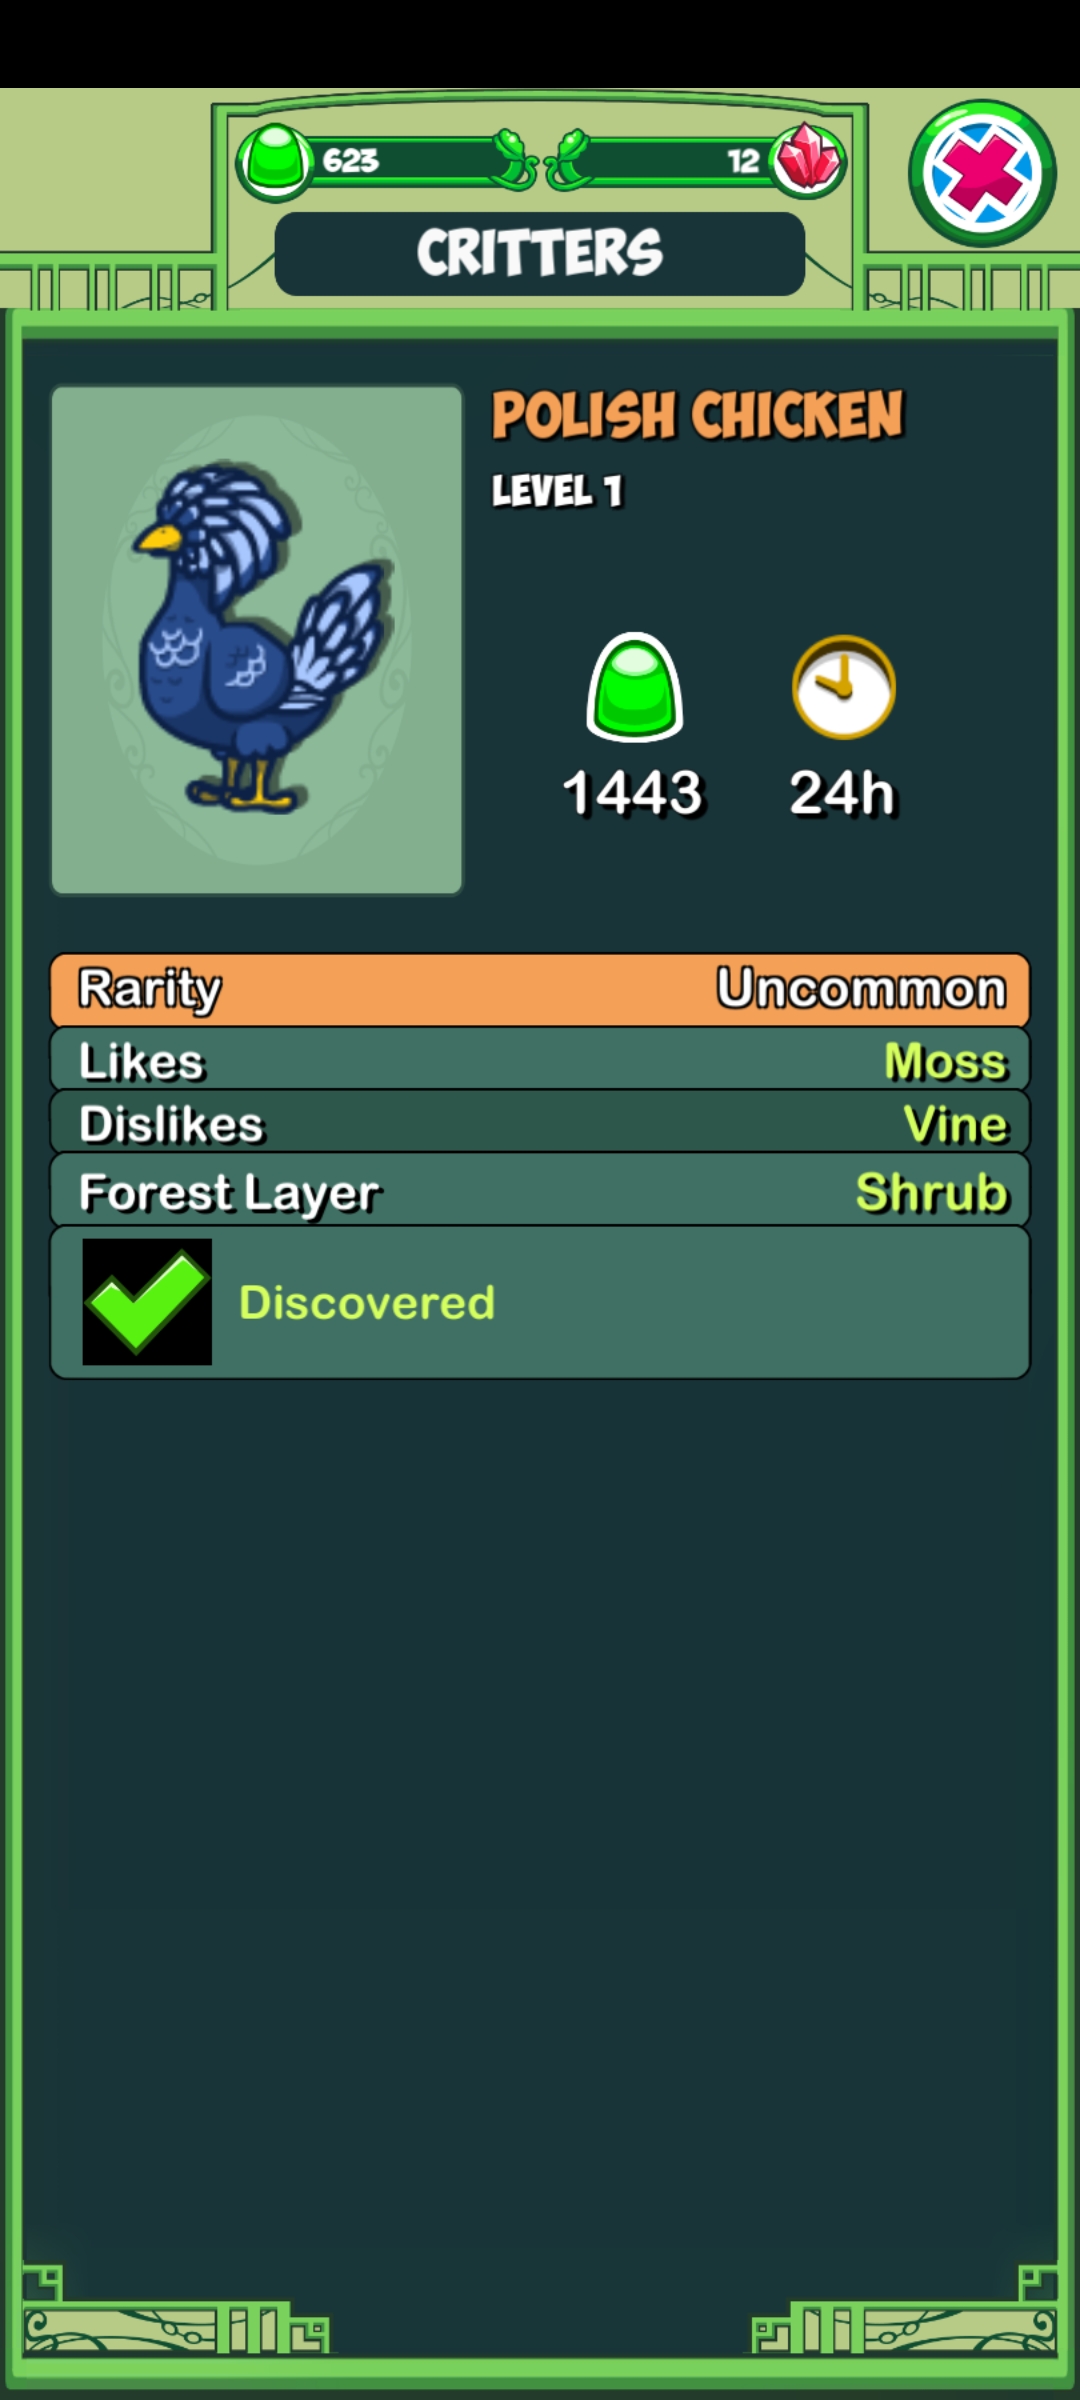 623
12
CRITTERS
POLISH CHICKEN
LEVEL 1
1443
24h
Rarity Uncommon
Likes Moss
Dislikes Vine
Forest Layer Shrub
Discovered